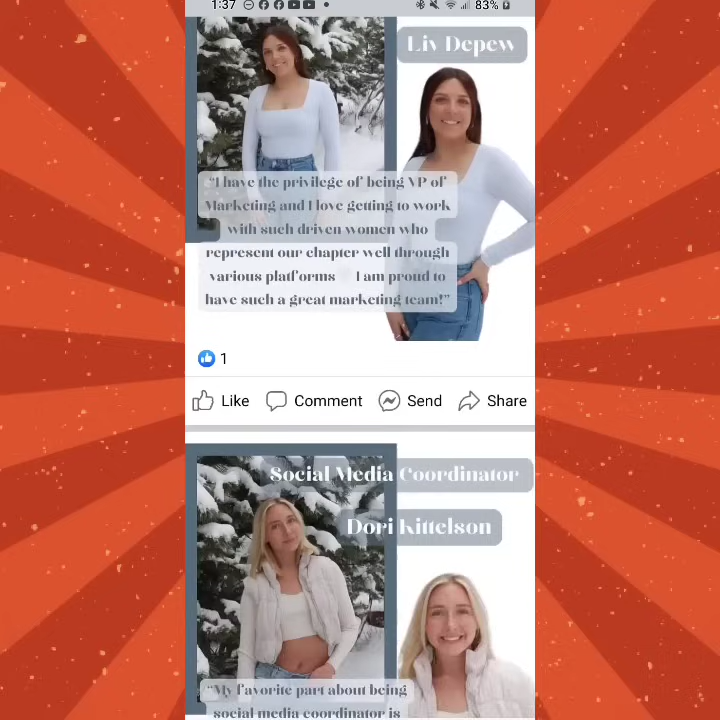 1:37
83%
Liv Depew
"I have the privilege of being VP of
Marketing and I love getting to work
with such driven women who
represent our chapter well through
various platforms I am proud to
have such a great marketing team!"
1
Like Comment Send Share
Social Media Coordinator
Dori Kittelson
"My favorite part about being
social media coordinator is